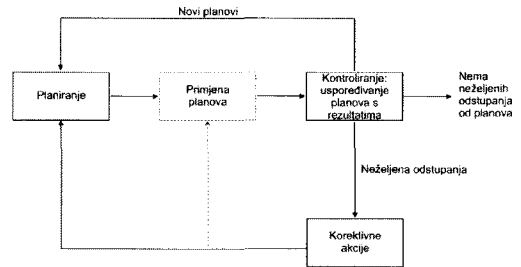 Novi planovi
Planiranje
Primjena
planova
Kontroliranje:
uspoređivanje
planova s
rezultatima
Nema
neželjenih
odstupanja
od planova
Neželjena odstupanja
Korektivne
akcije